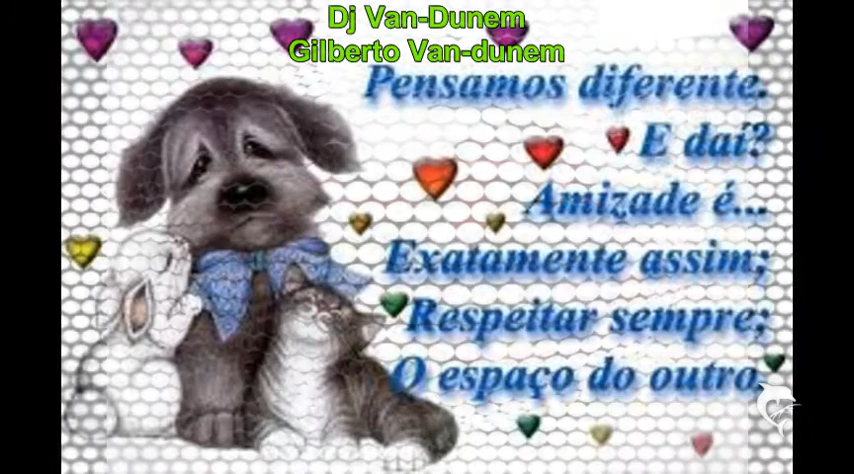 Dj Van-Dunem
Gilberto Van-dunem
Pensamos diferente.
E daí?
Amizade é...
Exatamente assim;
Respeitar sempre;
O espaço do outro